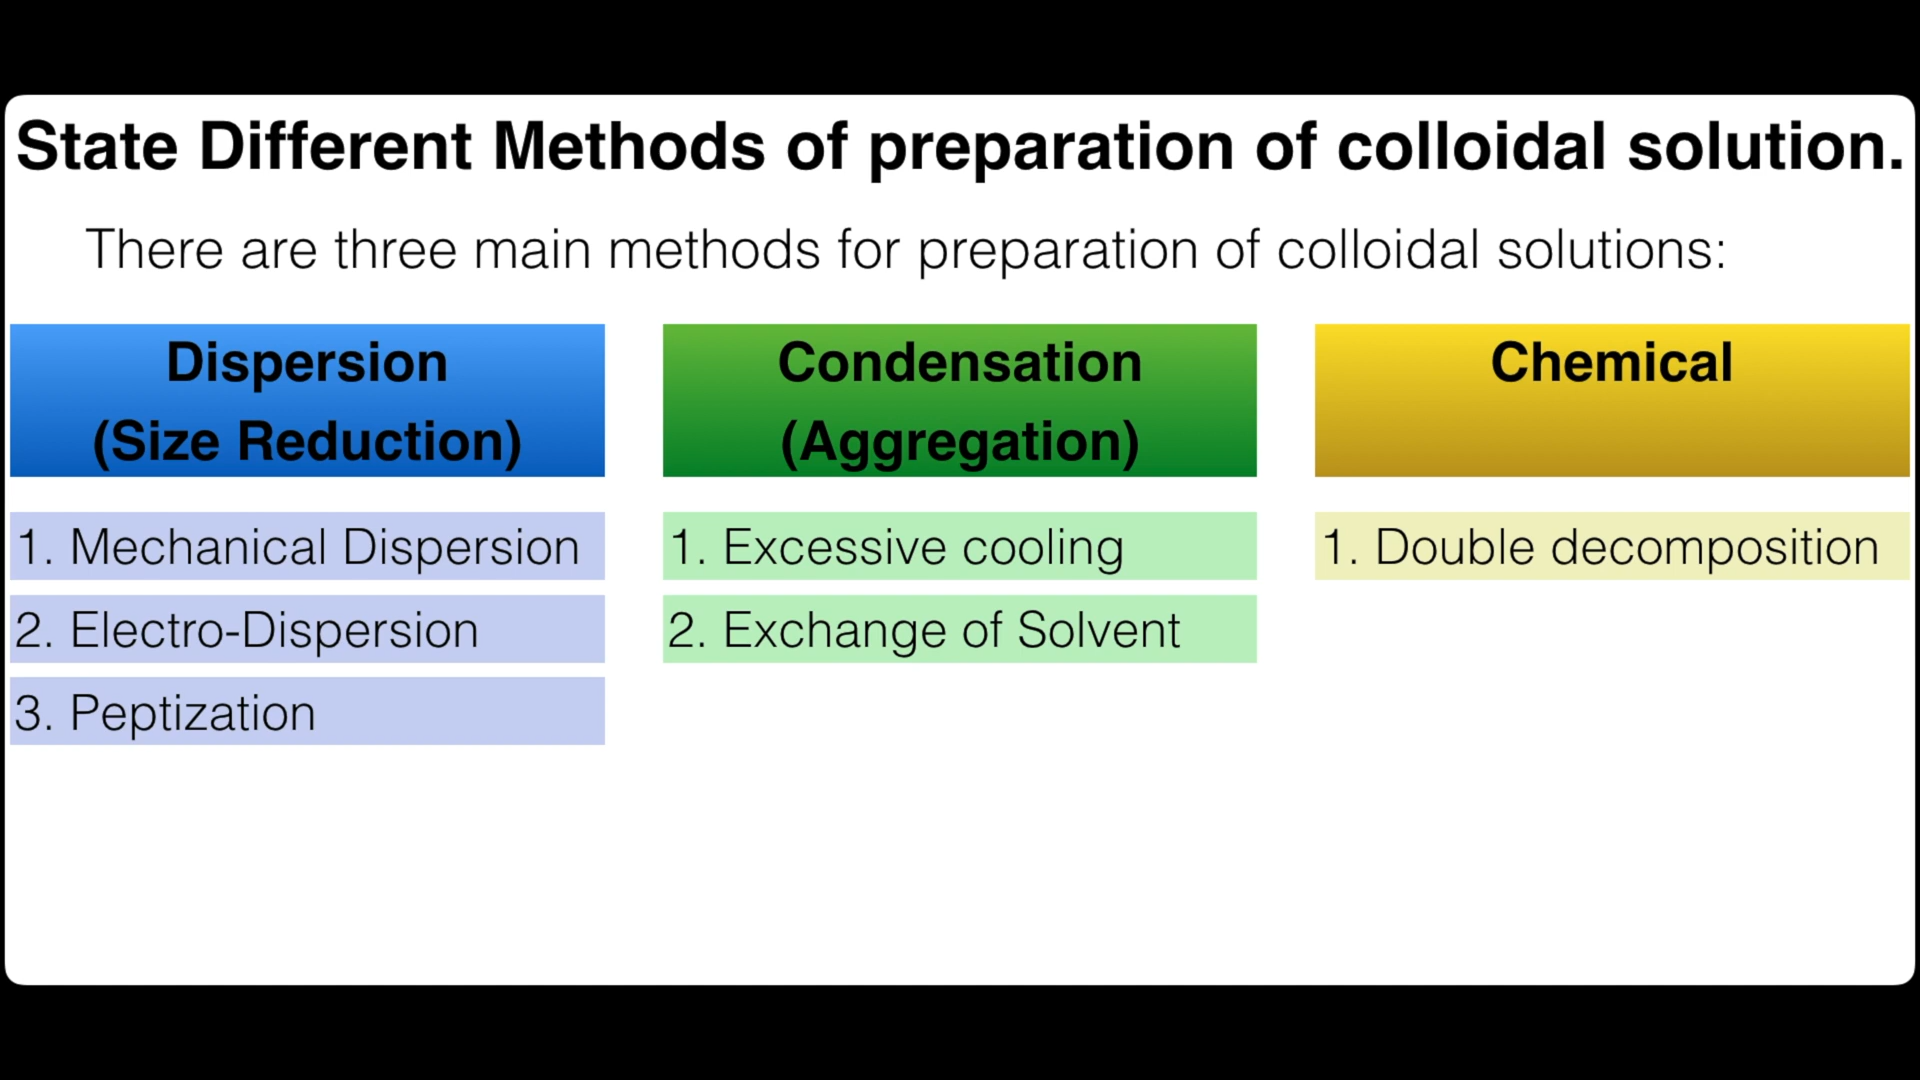 State Different Methods of preparation of colloidal solution.
There are three main methods for preparation of colloidal solutions:
Dispersion
(Size Reduction)
1. Mechanical Dispersion
2. Electro-Dispersion
3. Peptization
Condensation
(Aggregation)
1. Excessive cooling
2. Exchange of Solvent
Chemical
1. Double decomposition